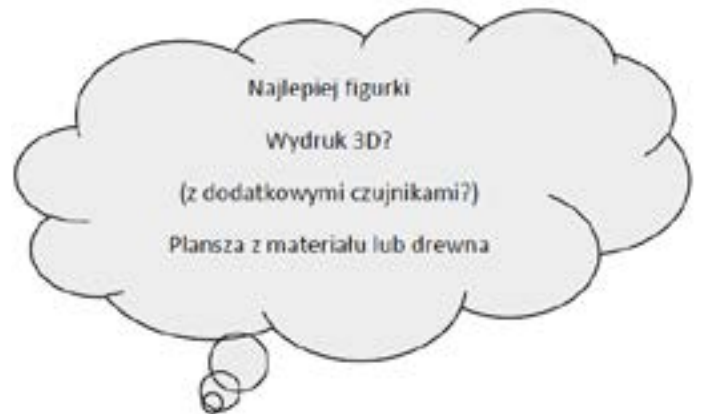 Najlepiej figurki
Wydruk 3D?
(z dodatkowymi czujnikami?)
Plansza z materiału lub drewna